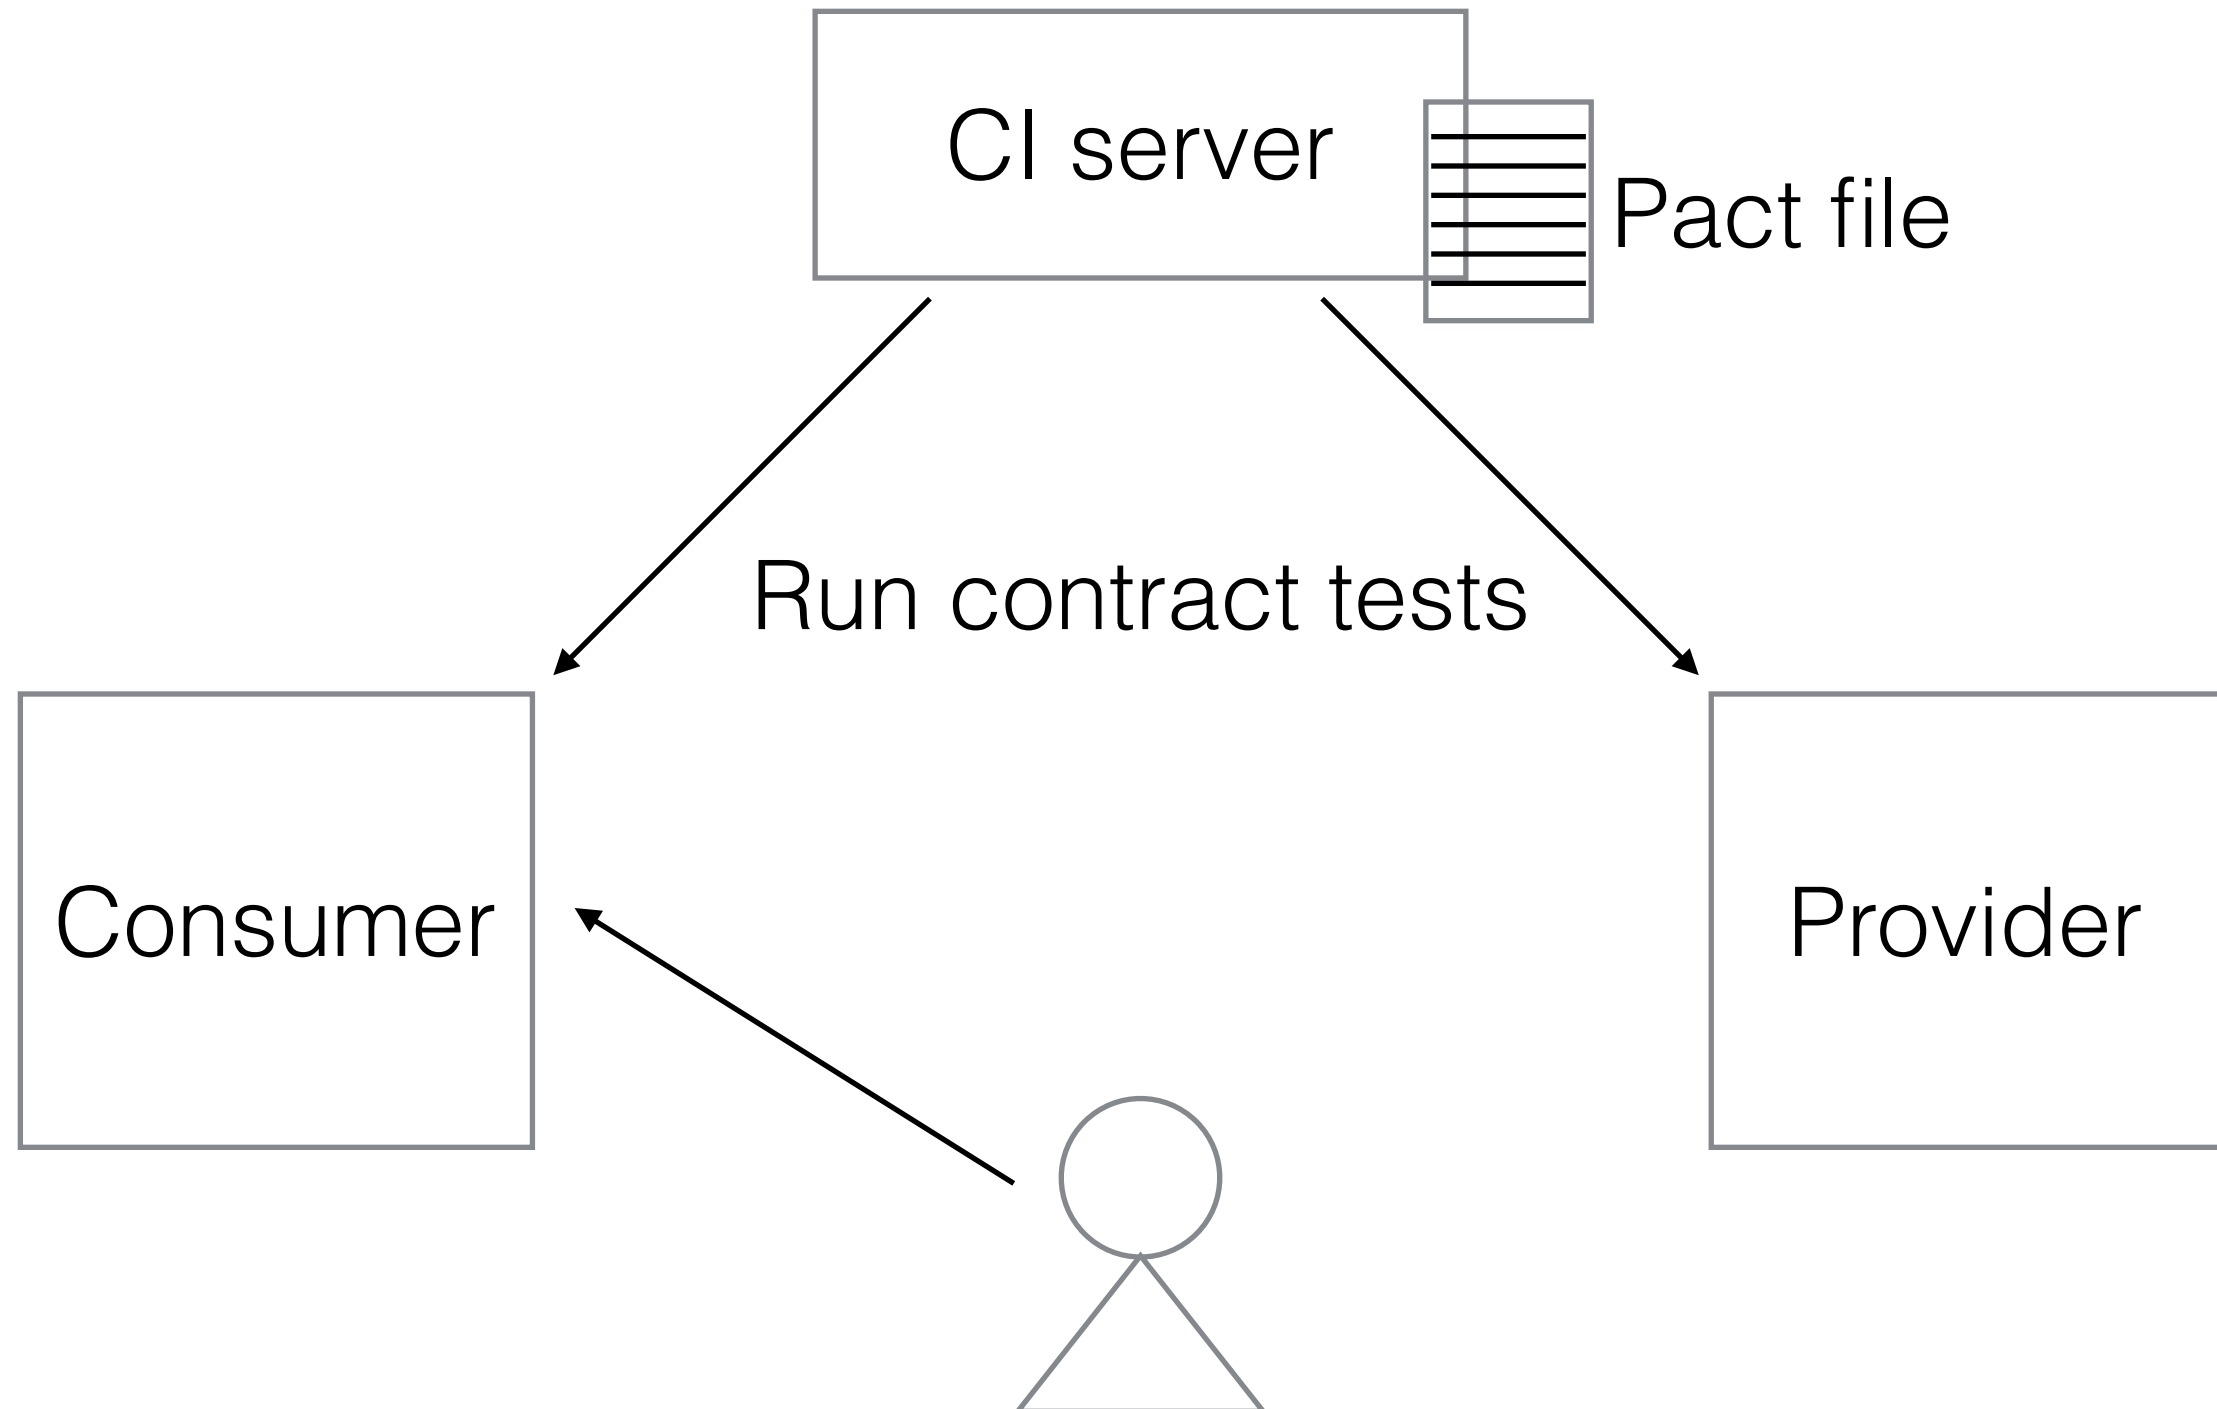 CI server
Pact file
Run contract tests
Consumer
Provider